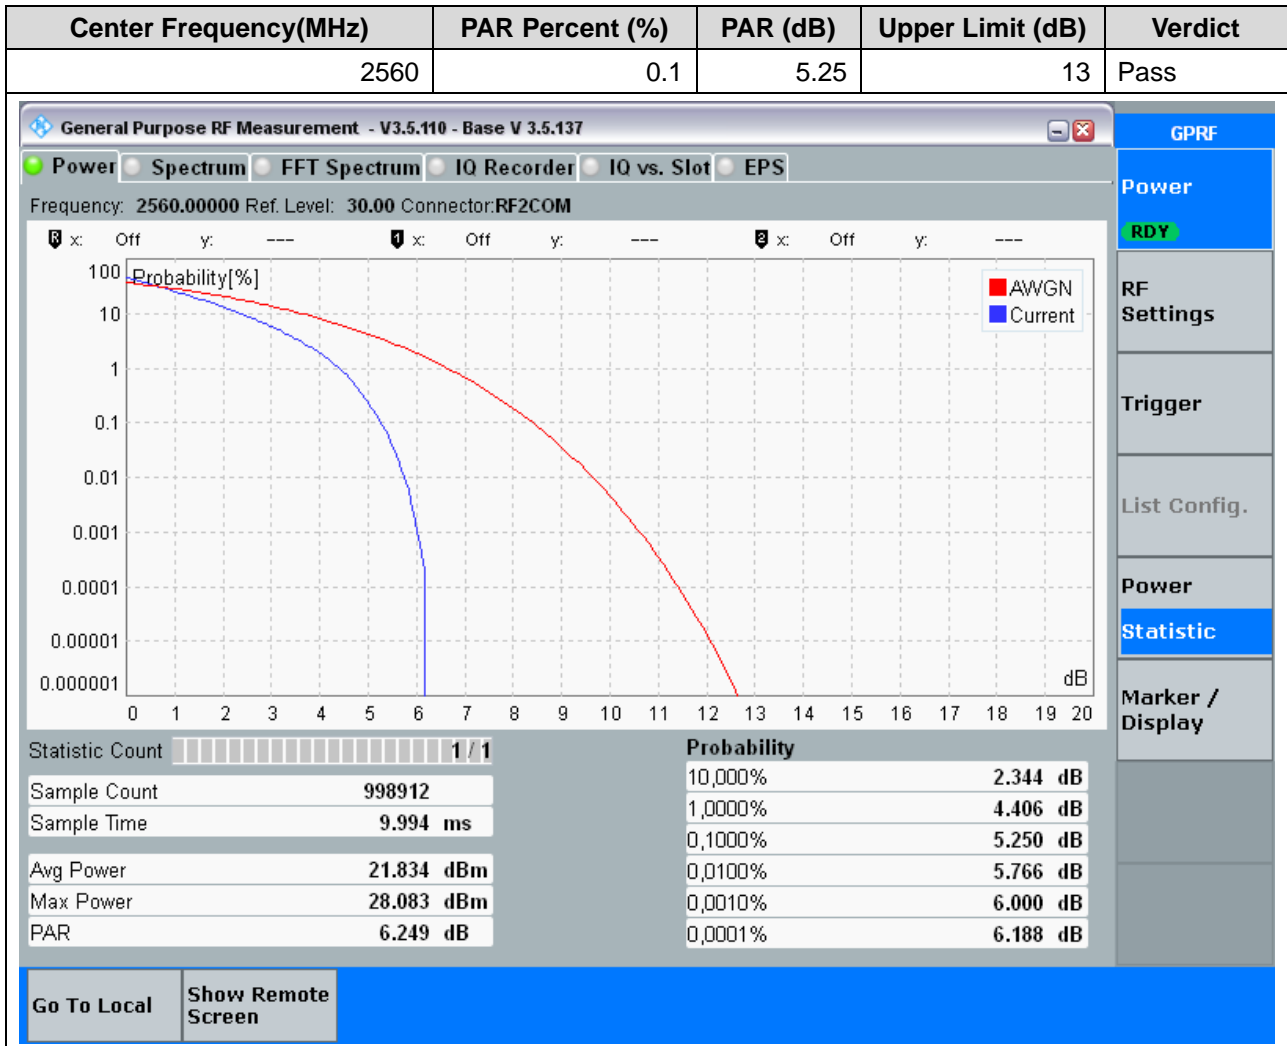 Center Frequency(MHz) PAR Percent (%) PAR (dB) Upper Limit (dB) Verdict
2560 0.1 5.25 13 Pass
General Purpose RF Measurement - V3.5.110 - Base V 3.5.137
GPRF
Power Spectrum FFT Spectrum IQ Recorder IQ vs. Slot EPS
Power
RDY
Frequency: 2560.00000 Ref. Level: 30.00 Connector:RF2COM
R x: Off y: --- 1 x: Off y: --- 2 x: Off y: ---
Probability[%]
AWGN
Current
100
10
1
0.1
0.01
0.001
0.0001
0.00001
0.000001
dB
0 1 2 3 4 5 6 7 8 9 10 11 12 13 14 15 16 17 18 19 20
RF
Settings
Trigger
List Config.
Power
Statistic
Marker /
Display
Statistic Count 1 / 1
Sample Count 998912
Sample Time 9.994 ms
Avg Power 21.834 dBm
Max Power 28.083 dBm
PAR 6.249 dB
Probability
10,000% 2.344 dB
1,0000% 4.406 dB
0,1000% 5.250 dB
0,0100% 5.766 dB
0,0010% 6.000 dB
0,0001% 6.188 dB
Go To Local
Show Remote
Screen